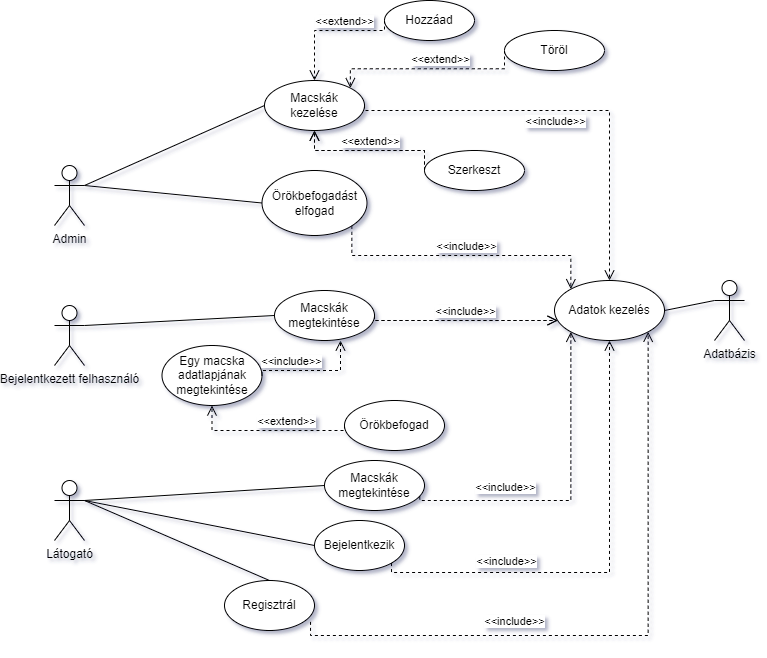 <<extend>>
Hozzáad
<<extend>>
Töröl
Macskák
kezelése
<<include>>
<<extend>>
Szerkeszt
Örökbefogadást
elfogad
Admin
<<include>>
Macskák
megtekintése
<<include>>
Adatok kezelés
Adatbázis
Bejelentkezett felhasználó
Egy macska
adatlapjának
megtekintése
<<include>>
<<extend>>
Örökbefogad
Macskák
megtekintése
<<include>>
Látogató
Bejelentkezik
<<include>>
Regisztrál
<<include>>